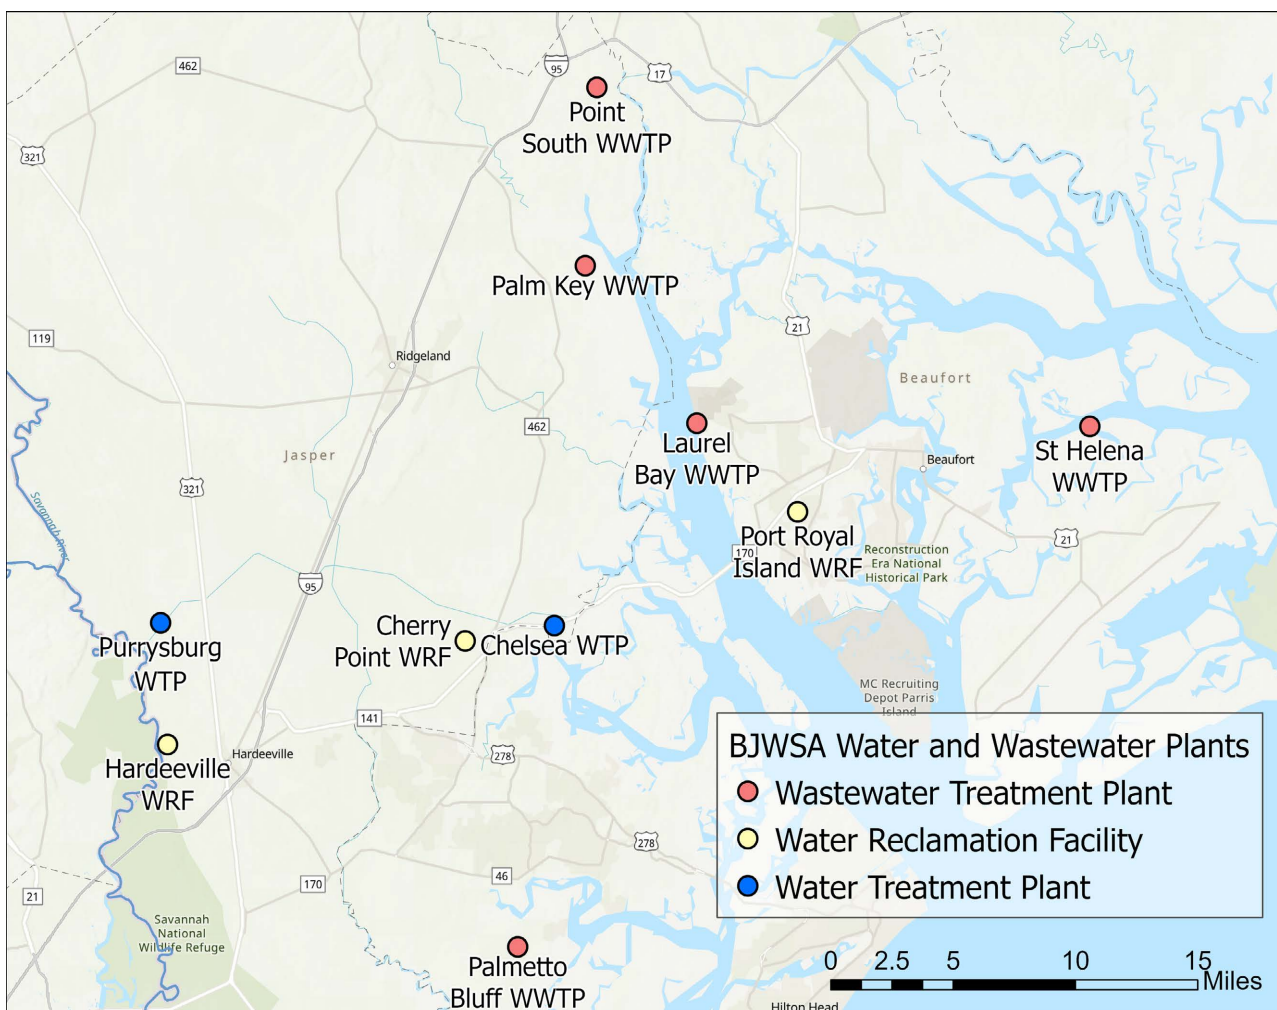 462
95
17
Point
South WWTP
321
Palm Key WWTP
21
119
Ridgeland
Beaufort
462
Laurel
Bay WWTP
St Helena
WWTP
Jasper
Beaufort
321
Savannah River
Port Royal
Island WRF
170
21
Reconstruction
Era National
Historical Park
95
Purrysburg
WTP
Cherry
Point WRF
Chelsea WTP
MC Recruiting
Depot Parris
Island
141
Hardeeville
WRF
Hardeeville
278
BJWSA Water and Wastewater Plants
Wastewater Treatment Plant
Water Reclamation Facility
Water Treatment Plant
278
170
46
21
Savannah
National
Wildlife Refuge
Palmetto
Bluff WWTP
0 2.5 5 10 15
Miles
Hilton Head